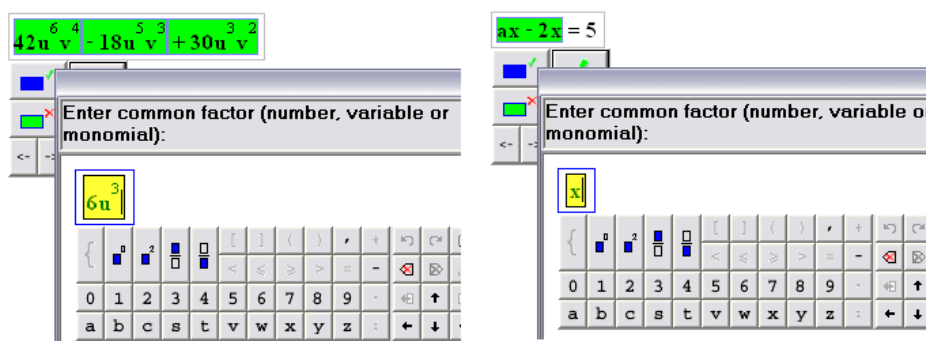 42u⁶v⁴ - 18u⁵v³ + 30u³v²
Enter common factor (number, variable or
monomial):
<- ->
6u³
{ [ ] ( ) , +
< ≤ ≥ > = -
0 1 2 3 4 5 6 7 8 9 ·
a b c s t v w x y z :
ax - 2x = 5
Enter common factor (number, variable
monomial):
<-
x
{ [ ] ( ) , +
< ≤ ≥ > = -
0 1 2 3 4 5 6 7 8 9 ·
a b c s t v w x y z :